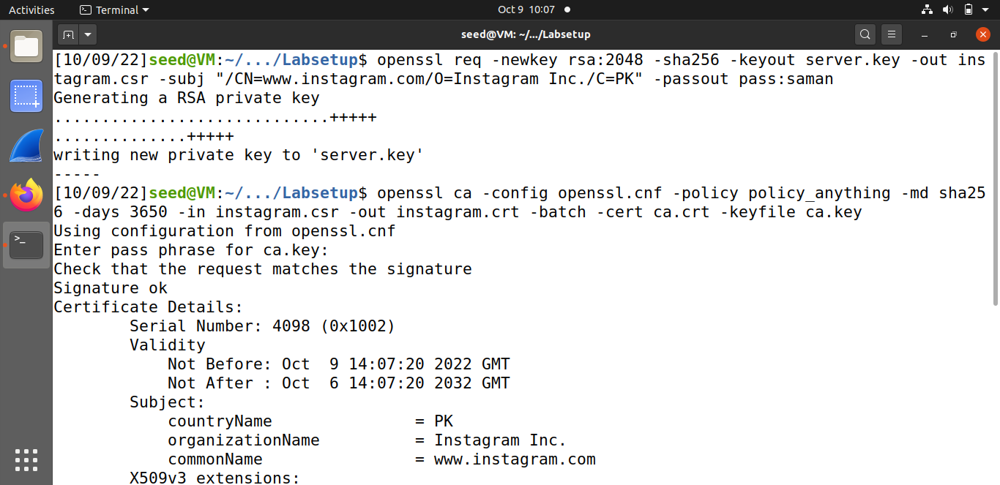 Activities Terminal Oct 9 10:07
seed@VM: ~/.../Labsetup
[10/09/22]seed@VM:~/.../Labsetup$ openssl req -newkey rsa:2048 -sha256 -keyout server.key -out ins
tagram.csr -subj "/CN=www.instagram.com/O=Instagram Inc./C=PK" -passout pass:saman
Generating a RSA private key
.............................+++++
..............+++++
writing new private key to 'server.key'
-----
[10/09/22]seed@VM:~/.../Labsetup$ openssl ca -config openssl.cnf -policy policy_anything -md sha25
6 -days 3650 -in instagram.csr -out instagram.crt -batch -cert ca.crt -keyfile ca.key
Using configuration from openssl.cnf
Enter pass phrase for ca.key:
Check that the request matches the signature
Signature ok
Certificate Details:
        Serial Number: 4098 (0x1002)
        Validity
            Not Before: Oct  9 14:07:20 2022 GMT
            Not After : Oct  6 14:07:20 2032 GMT
        Subject:
            countryName               = PK
            organizationName          = Instagram Inc.
            commonName                = www.instagram.com
        X509v3 extensions: